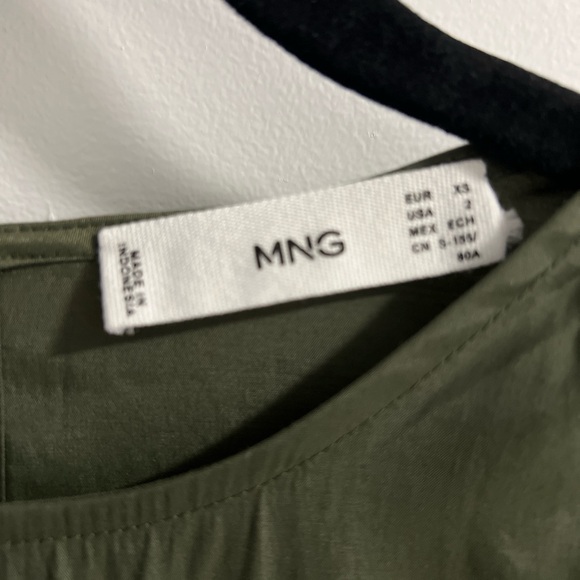 MADE IN
INDONESIA
MNG
EUR XS
USA 2
MEX ECH
CN S-155/
80A